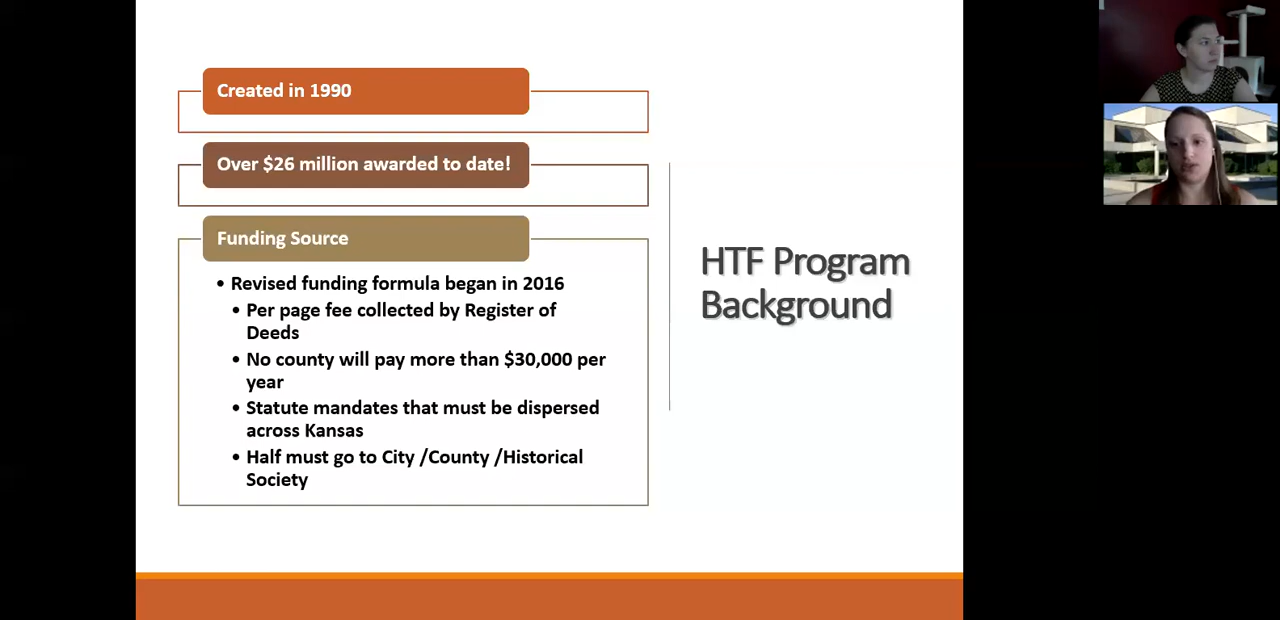 Created in 1990
Over $26 million awarded to date!
Funding Source
• Revised funding formula began in 2016
• Per page fee collected by Register of
Deeds
• No county will pay more than $30,000 per
year
• Statute mandates that must be dispersed
across Kansas
• Half must go to City /County /Historical
Society
HTF Program
Background